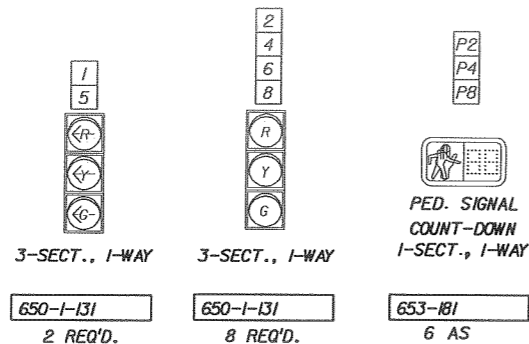 1
5
<R-
<Y-
<G-
3-SECT., 1-WAY
650-1-131
2 REQ'D.
2
4
6
8
R
Y
G
3-SECT., 1-WAY
650-1-131
8 REQ'D.
P2
P4
P8
PED. SIGNAL
COUNT-DOWN
1-SECT., 1-WAY
653-181
6 AS